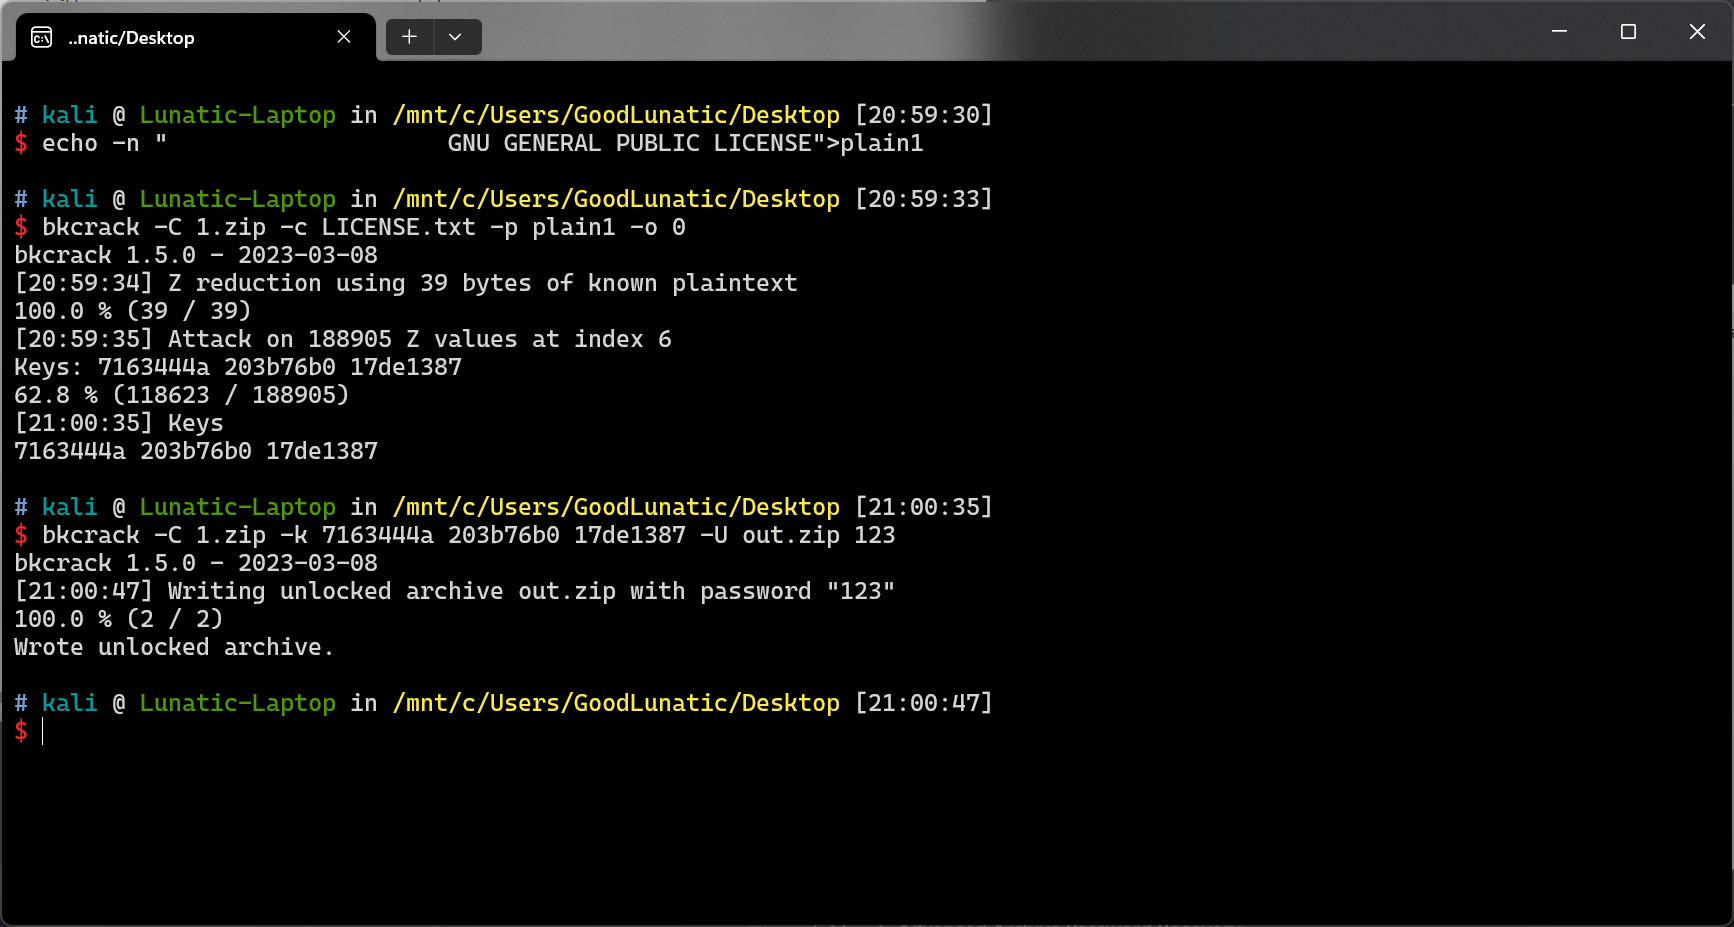 ..natic/Desktop
# kali @ Lunatic-Laptop in /mnt/c/Users/GoodLunatic/Desktop [20:59:30]
$ echo -n "                    GNU GENERAL PUBLIC LICENSE">plain1
# kali @ Lunatic-Laptop in /mnt/c/Users/GoodLunatic/Desktop [20:59:33]
$ bkcrack -C 1.zip -c LICENSE.txt -p plain1 -o 0
bkcrack 1.5.0 - 2023-03-08
[20:59:34] Z reduction using 39 bytes of known plaintext
100.0 % (39 / 39)
[20:59:35] Attack on 188905 Z values at index 6
Keys: 7163444a 203b76b0 17de1387
62.8 % (118623 / 188905)
[21:00:35] Keys
7163444a 203b76b0 17de1387
# kali @ Lunatic-Laptop in /mnt/c/Users/GoodLunatic/Desktop [21:00:35]
$ bkcrack -C 1.zip -k 7163444a 203b76b0 17de1387 -U out.zip 123
bkcrack 1.5.0 - 2023-03-08
[21:00:47] Writing unlocked archive out.zip with password "123"
100.0 % (2 / 2)
Wrote unlocked archive.
# kali @ Lunatic-Laptop in /mnt/c/Users/GoodLunatic/Desktop [21:00:47]
$